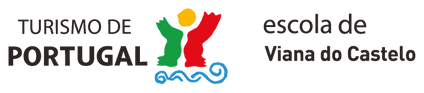 TURISMO DE
PORTUGAL
escola de
Viana do Castelo